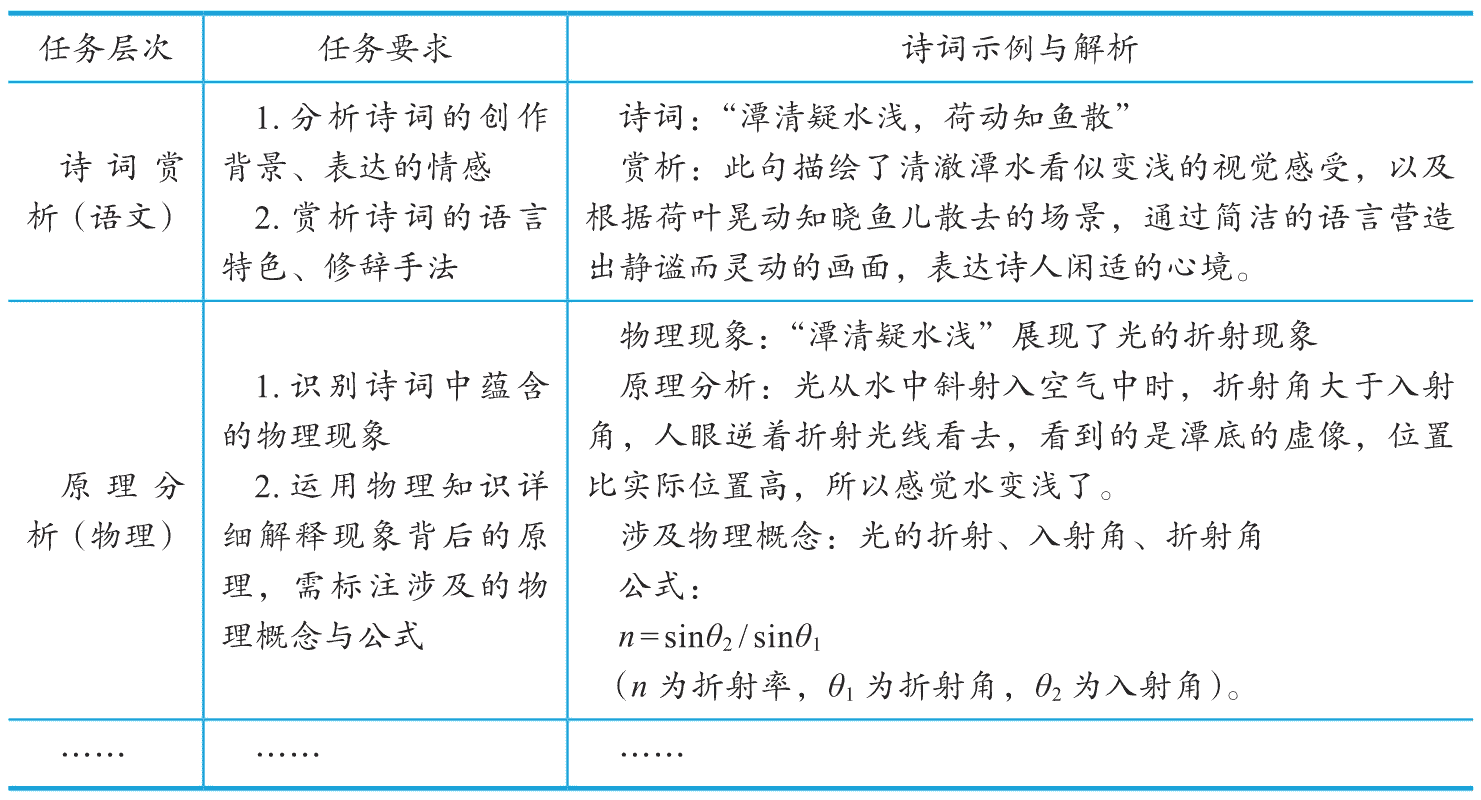 任务层次
任务要求
诗词示例与解析
诗词赏
析（语文）
1. 分析诗词的创作
背景、表达的情感
2. 赏析诗词的语言
特色、修辞手法
诗词：“潭清疑水浅，荷动知鱼散”
赏析：此句描绘了清澈潭水看似变浅的视觉感受，以及
根据荷叶晃动知晓鱼儿散去的场景，通过简洁的语言营造
出静谧而灵动的画面，表达诗人闲适的心境。
原理分
析（物理）
1. 识别诗词中蕴含
的物理现象
2. 运用物理知识详
细解释现象背后的原
理，需标注涉及的物
理概念与公式
物理现象：“潭清疑水浅”展现了光的折射现象
原理分析：光从水中斜射入空气中时，折射角大于入射
角，人眼逆着折射光线看去，看到的是潭底的虚像，位置
比实际位置高，所以感觉水变浅了。
涉及物理概念：光的折射、入射角、折射角
公式：
n=sinθ₂/sinθ₁
（n 为折射率，θ₁ 为折射角，θ₂ 为入射角）。
……
……
……